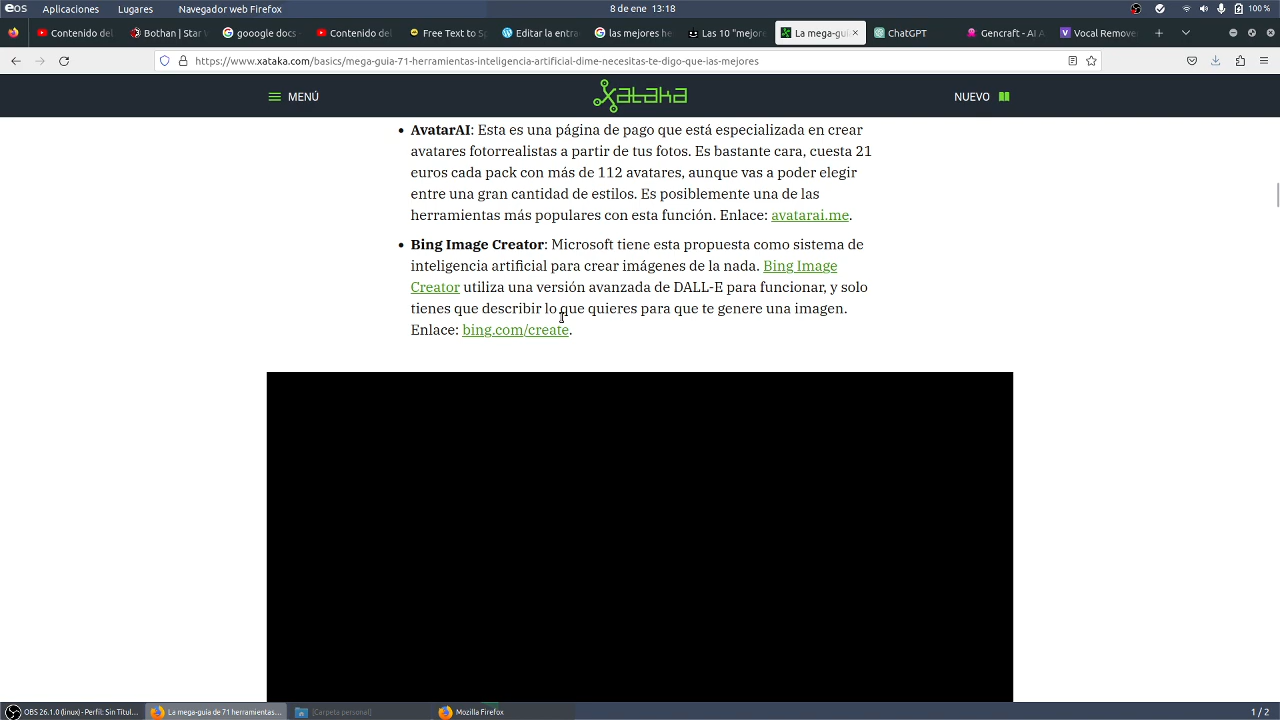 eos Aplicaciones Lugares Navegador web Firefox 8 de ene 13:18 100 %
Contenido del Bothan | Star W gooogle docs - Contenido del Free Text to Sp Editar la entra las mejores he Las 10 "mejor La mega-guía ChatGPT Gencraft - AI A Vocal Remove
https://www.xataka.com/basics/mega-guia-71-herramientas-inteligencia-artificial-dime-necesitas-te-digo-que-ias-mejores
MENÚ xataka NUEVO
• AvatarAI: Esta es una página de pago que está especializada en crear
avatares fotorrealistas a partir de tus fotos. Es bastante cara, cuesta 21
euros cada pack con más de 112 avatares, aunque vas a poder elegir
entre una gran cantidad de estilos. Es posiblemente una de las
herramientas más populares con esta función. Enlace: avatarai.me.
• Bing Image Creator: Microsoft tiene esta propuesta como sistema de
inteligencia artificial para crear imágenes de la nada. Bing Image
Creator utiliza una versión avanzada de DALL-E para funcionar, y solo
tienes que describir lo que quieres para que te genere una imagen.
Enlace: bing.com/create.
OBS 26.1.0 (linux) - Perfil: Sin Titul... La mega-guía de 71 herramientas... [Carpeta personal] Mozilla Firefox 1 / 2